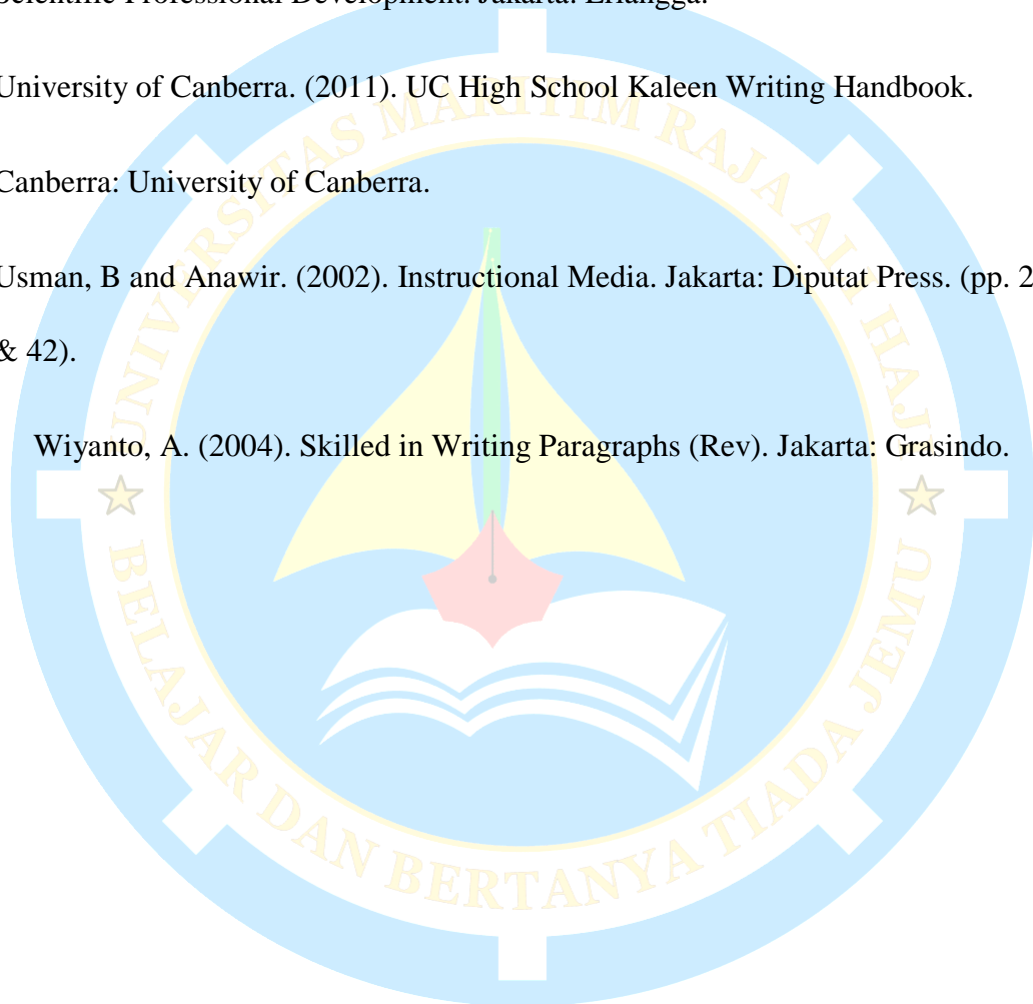 Scientific Professional Development. Jakarta: Erlangga.
University of Canberra. (2011). UC High School Kaleen Writing Handbook.
Canberra: University of Canberra.
Usman, B and Anawir. (2002). Instructional Media. Jakarta: Diputat Press. (pp. 2
& 42).
Wiyanto, A. (2004). Skilled in Writing Paragraphs (Rev). Jakarta: Grasindo.
UNIVERSITAS MARITIM RAJA ALI HAJI
BELAJAR DAN BERTANYA TIADA JEMU